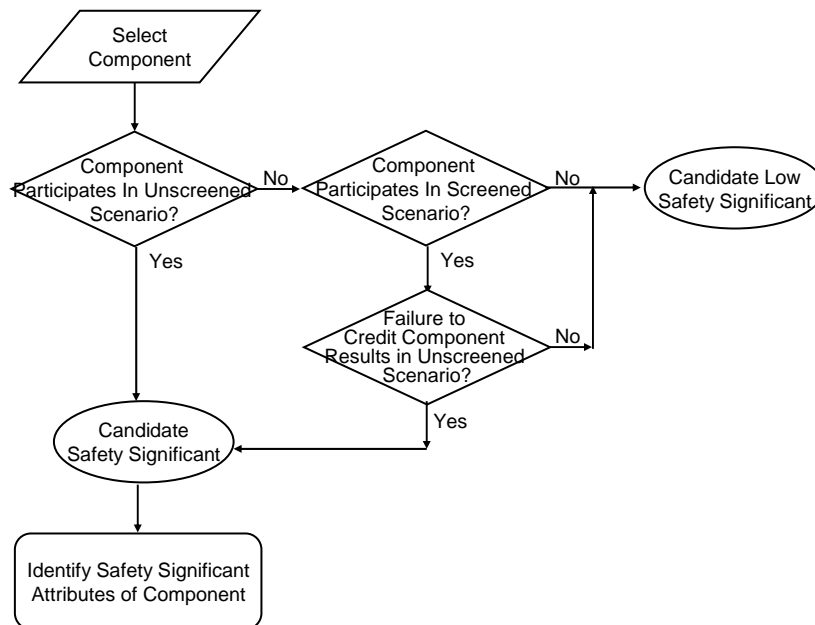 Select
Component
Component
Participates In Unscreened
Scenario?
No
Component
Participates In Screened
Scenario?
No
Candidate Low
Safety Significant
Yes
Yes
Failure to
Credit Component
Results in Unscreened
Scenario?
No
Yes
Candidate
Safety Significant
Identify Safety Significant
Attributes of Component